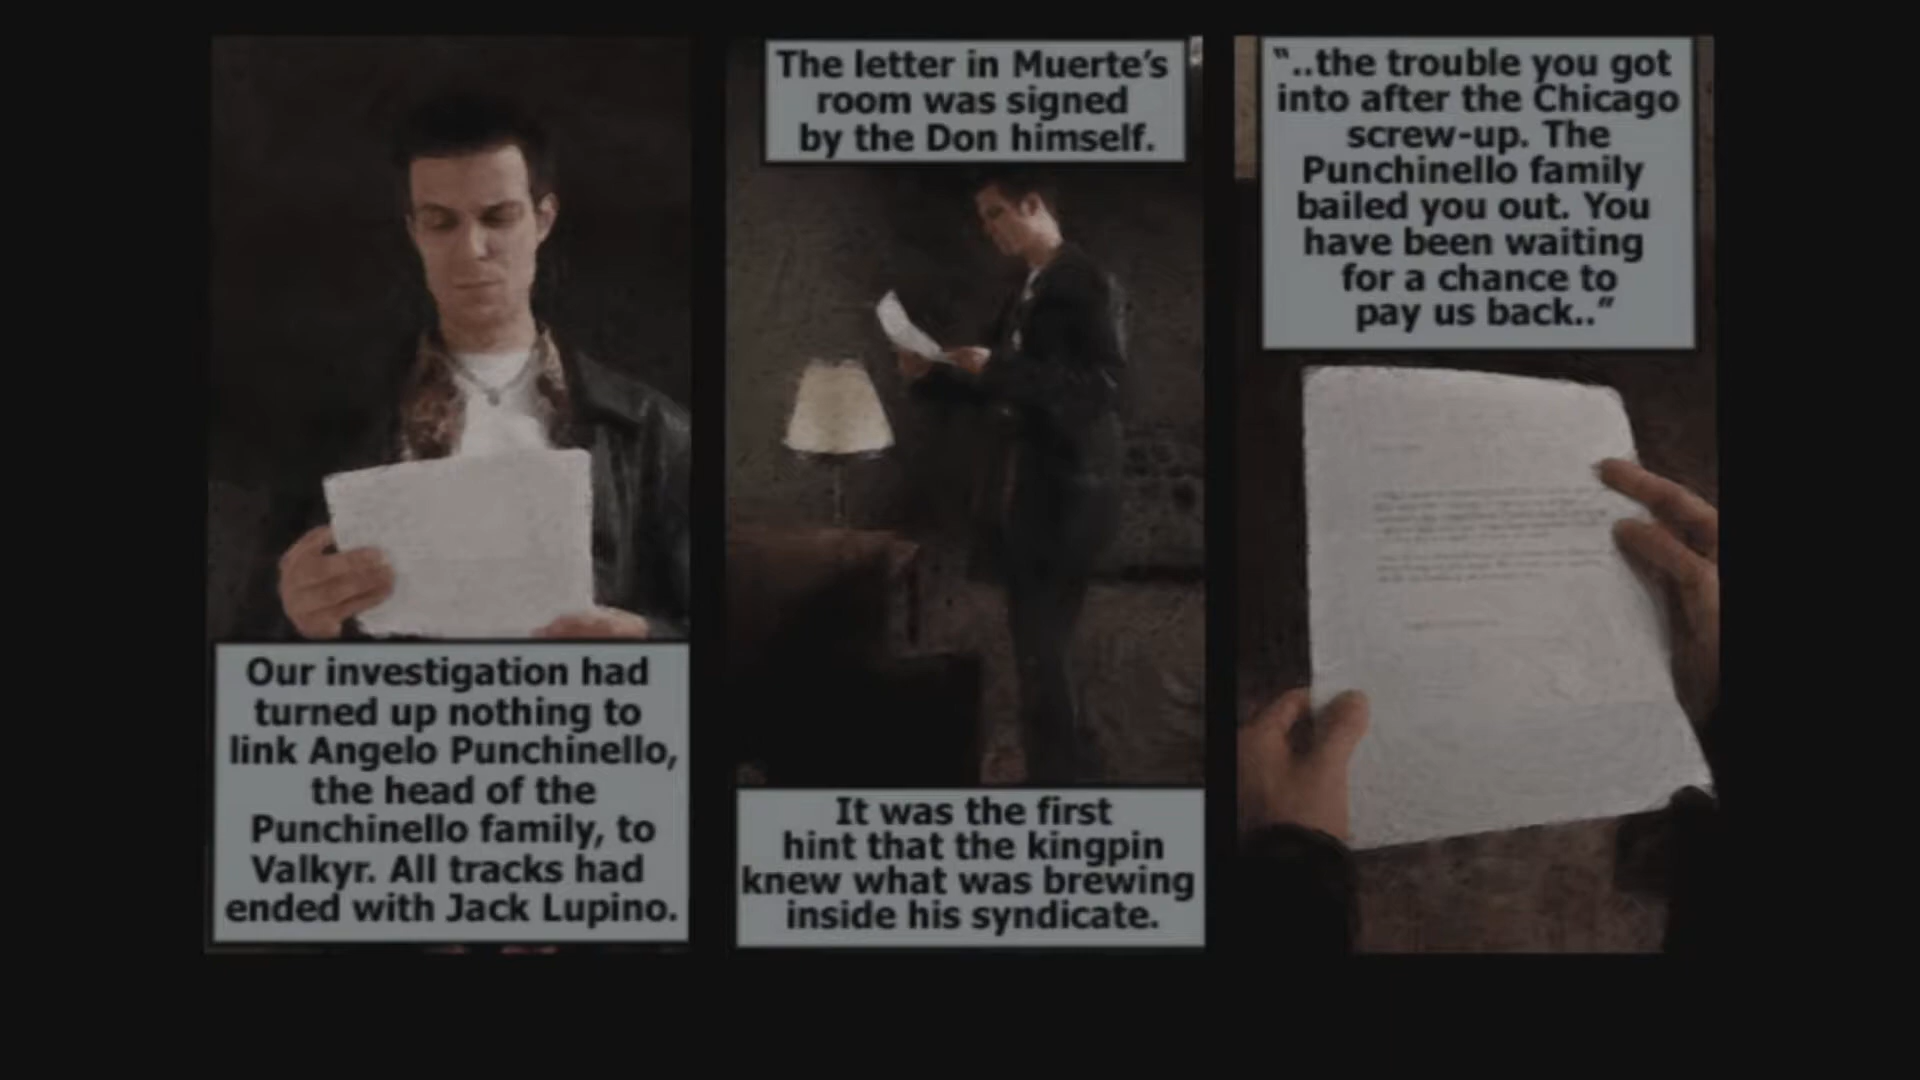 Our investigation had
turned up nothing to
link Angelo Punchinello,
the head of the
Punchinello family, to
Valkyr. All tracks had
ended with Jack Lupino.
The letter in Muerte's
room was signed
by the Don himself.
It was the first
hint that the kingpin
knew what was brewing
inside his syndicate.
"..the trouble you got
into after the Chicago
screw-up. The
Punchinello family
bailed you out. You
have been waiting
for a chance to
pay us back.."